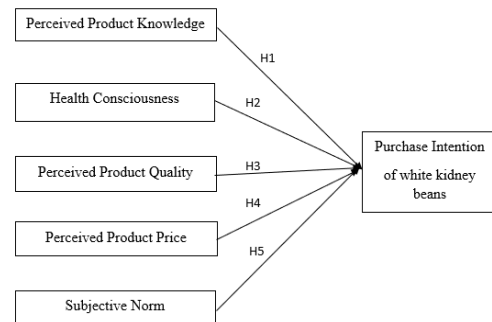 Perceived Product Knowledge
H1
Health Consciousness
H2
Perceived Product Quality
H3
Purchase Intention
of white kidney
beans
H4
Perceived Product Price
H5
Subjective Norm